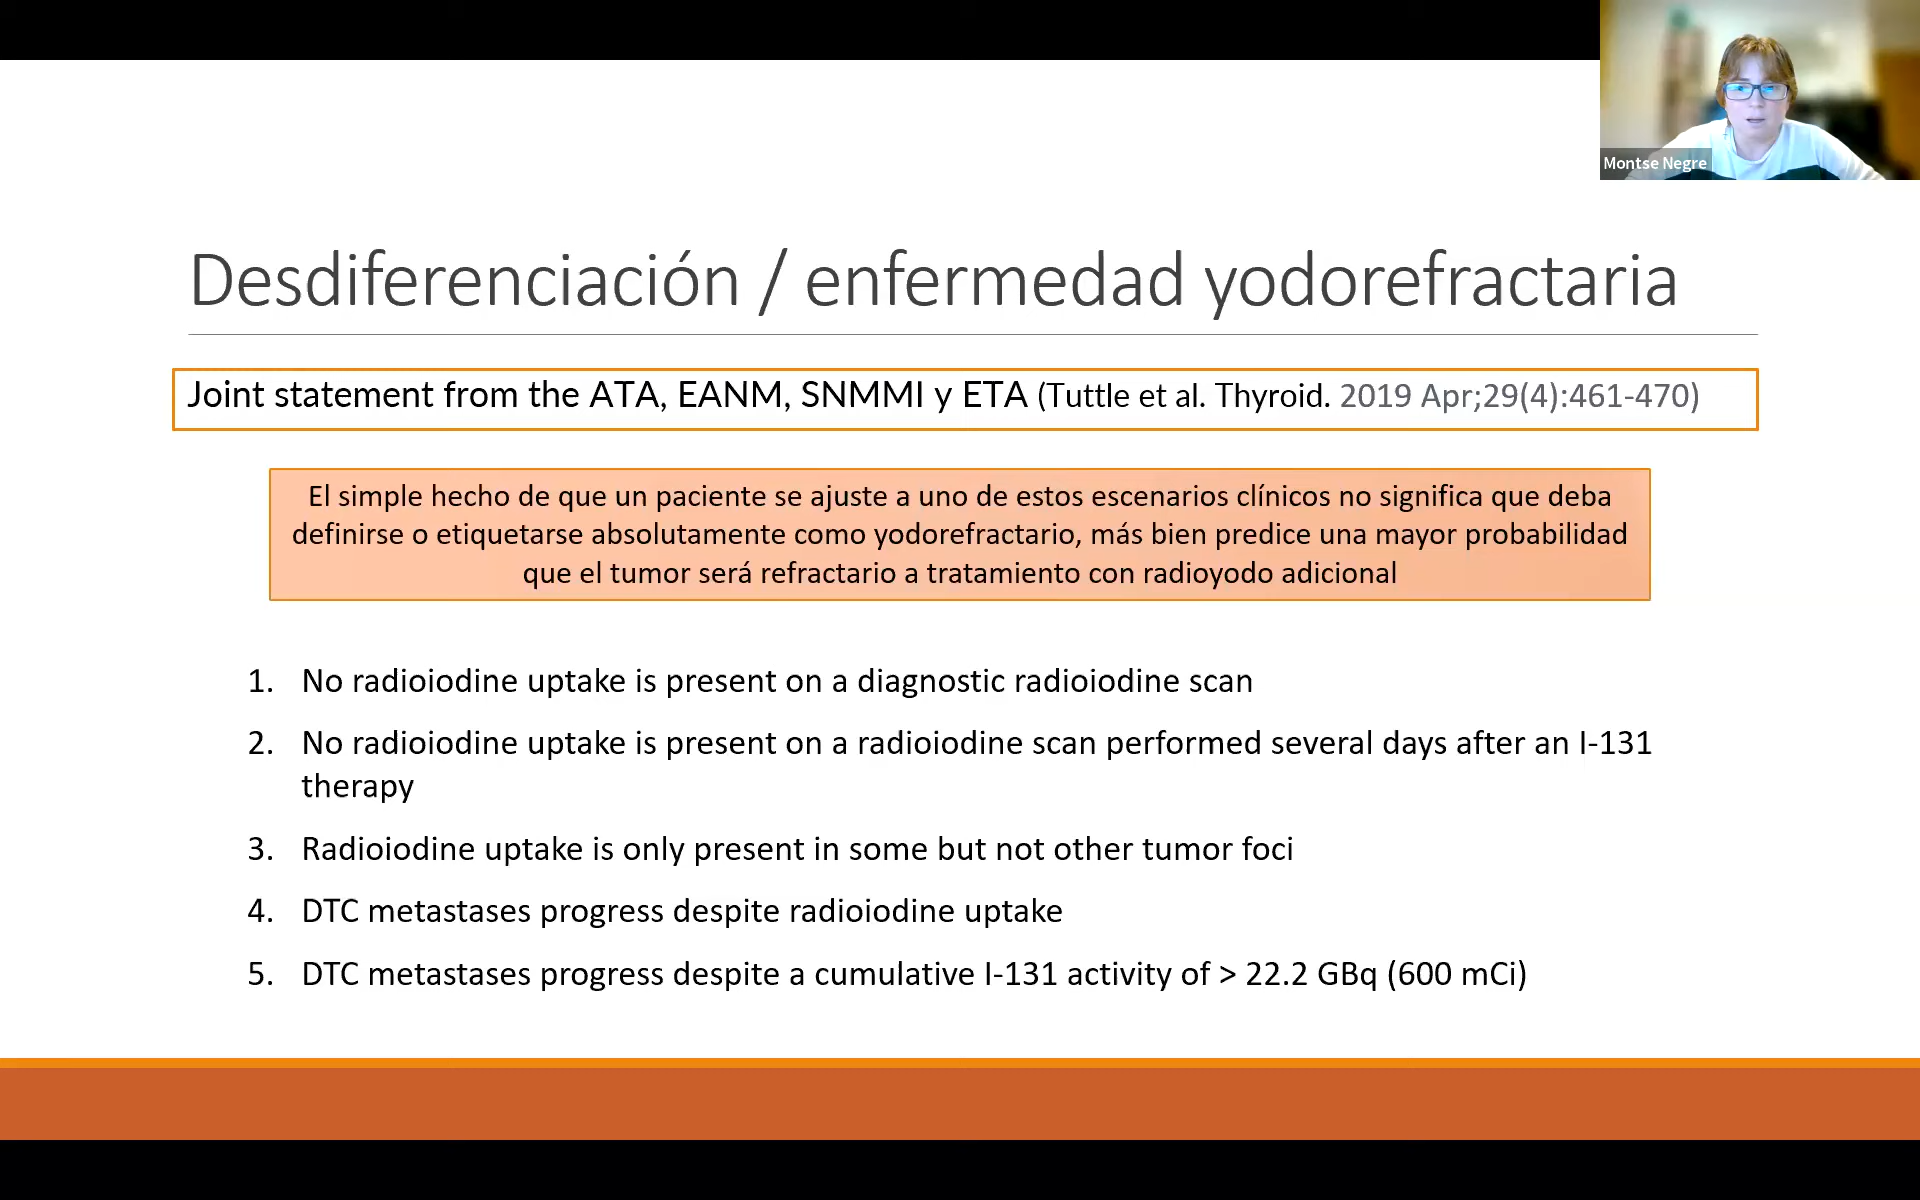 Montse Negre
Desdiferenciación / enfermedad yodorefractaria
Joint statement from the ATA, EANM, SNMMI y ETA (Tuttle et al. Thyroid. 2019 Apr;29(4):461-470)
El simple hecho de que un paciente se ajuste a uno de estos escenarios clínicos no significa que deba
definirse o etiquetarse absolutamente como yodorefractario, más bien predice una mayor probabilidad
que el tumor será refractario a tratamiento con radioyodo adicional
1. No radioiodine uptake is present on a diagnostic radioiodine scan
2. No radioiodine uptake is present on a radioiodine scan performed several days after an I-131
therapy
3. Radioiodine uptake is only present in some but not other tumor foci
4. DTC metastases progress despite radioiodine uptake
5. DTC metastases progress despite a cumulative I-131 activity of > 22.2 GBq (600 mCi)